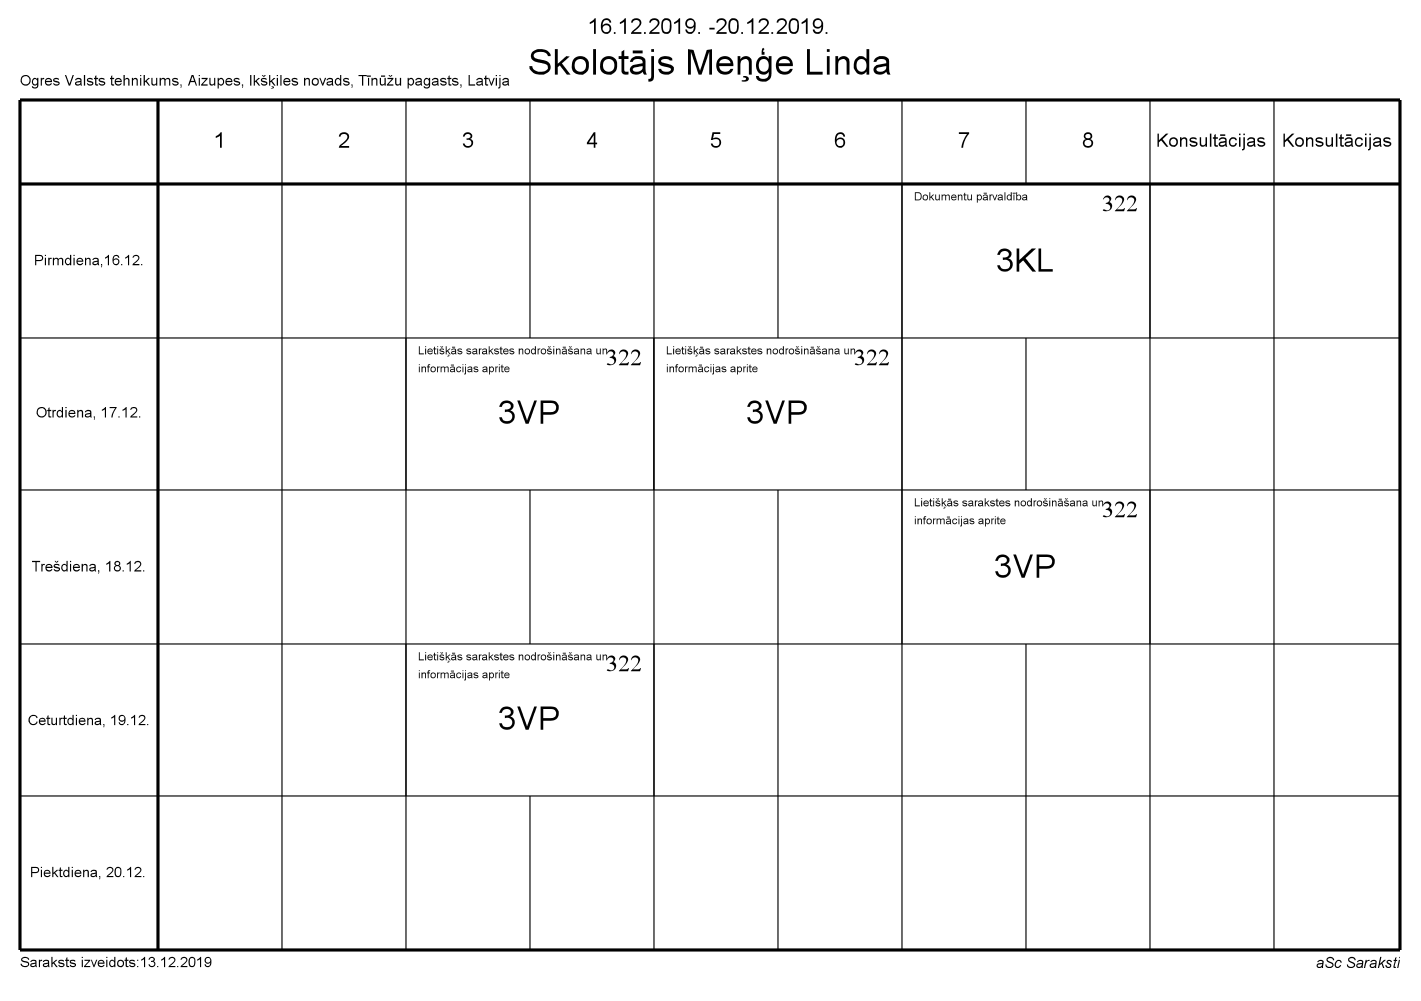 16.12.2019. -20.12.2019.
Skolotājs Meņģe Linda
Ogres Valsts tehnikums, Aizupes, Ikšķiles novads, Tīnūžu pagasts, Latvija
1 2 3 4 5 6 7 8 Konsultācijas Konsultācijas
Pirmdiena,16.12.
Dokumentu pārvaldība 322
3KL
Otrdiena, 17.12.
Lietišķās sarakstes nodrošināšana un 322
informācijas aprite
3VP
Lietišķās sarakstes nodrošināšana un 322
informācijas aprite
3VP
Trešdiena, 18.12.
Lietišķās sarakstes nodrošināšana un 322
informācijas aprite
3VP
Ceturtdiena, 19.12.
Lietišķās sarakstes nodrošināšana un 322
informācijas aprite
3VP
Piektdiena, 20.12.
Saraksts izveidots:13.12.2019
aSc Saraksti